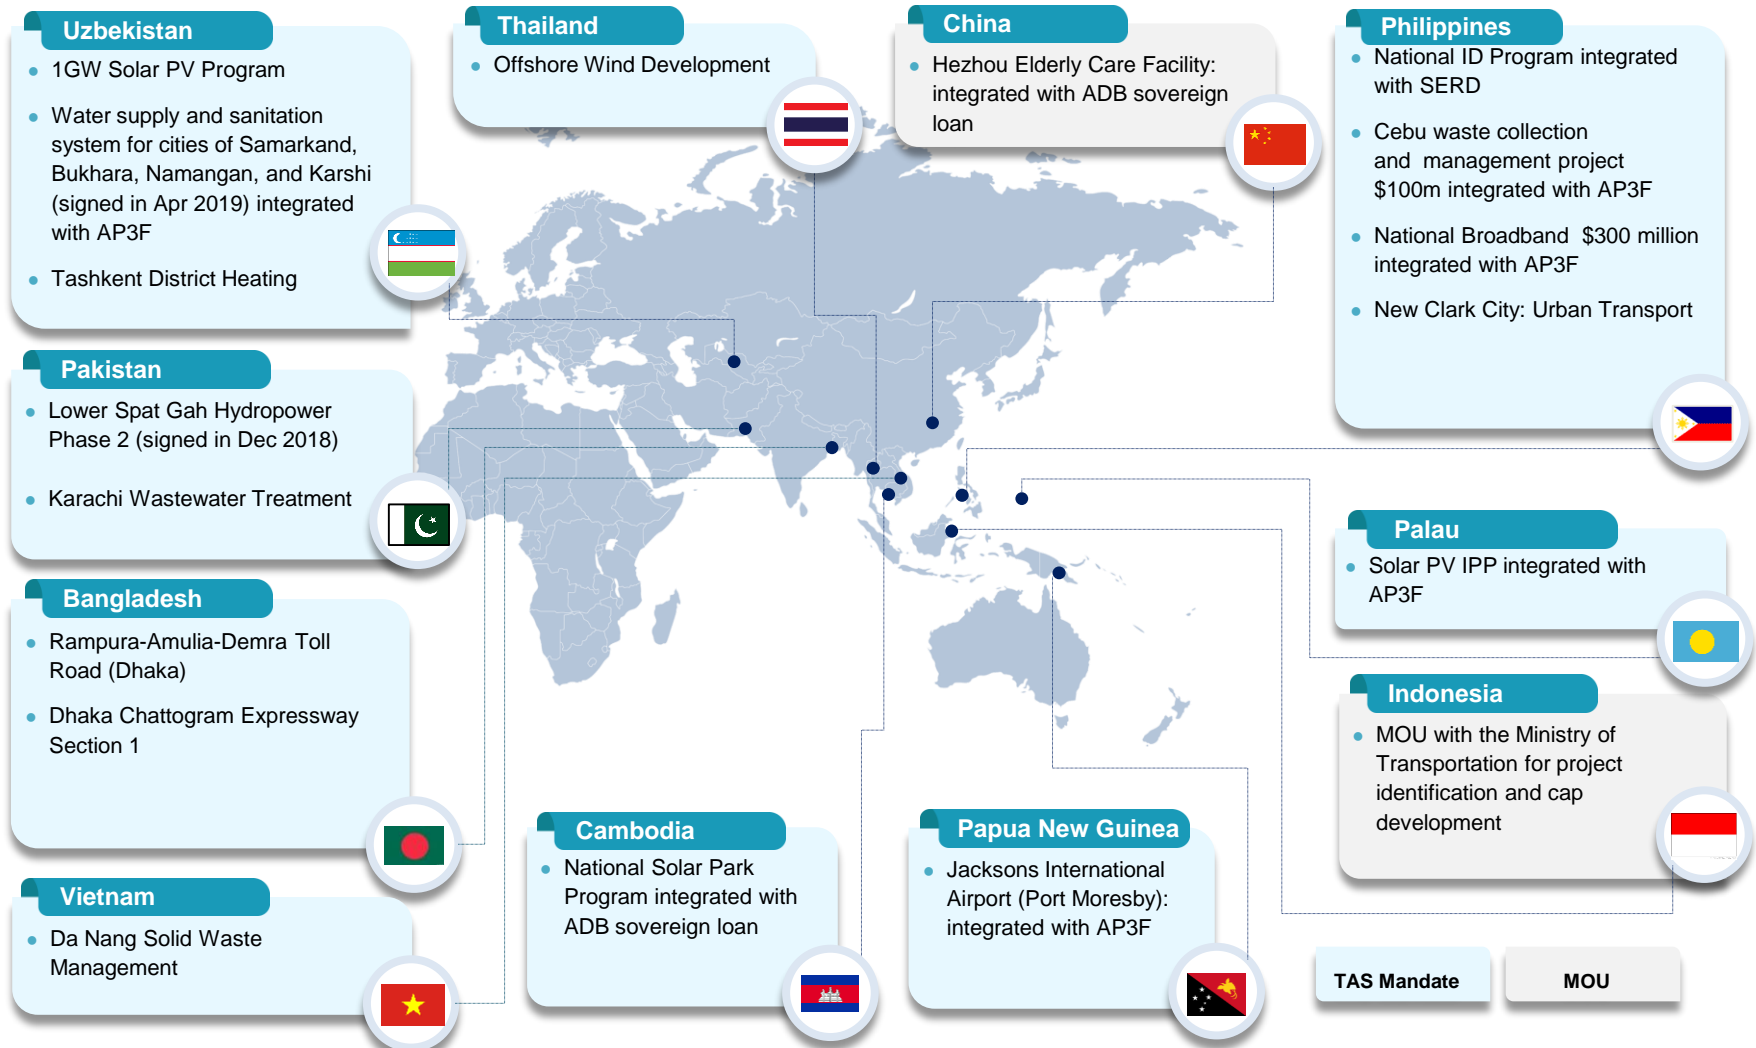 Uzbekistan
1GW Solar PV Program
Water supply and sanitation
system for cities of Samarkand,
Bukhara, Namangan, and Karshi
(signed in Apr 2019) integrated
with AP3F
Tashkent District Heating
Thailand
Offshore Wind Development
China
Hezhou Elderly Care Facility:
integrated with ADB sovereign
loan
Philippines
National ID Program integrated
with SERD
Cebu waste collection
and management project
$100m integrated with AP3F
National Broadband $300 million
integrated with AP3F
New Clark City: Urban Transport
Pakistan
Lower Spat Gah Hydropower
Phase 2 (signed in Dec 2018)
Karachi Wastewater Treatment
Palau
Solar PV IPP integrated with
AP3F
Bangladesh
Rampura-Amulia-Demra Toll
Road (Dhaka)
Dhaka Chattogram Expressway
Section 1
Indonesia
MOU with the Ministry of
Transportation for project
identification and cap
development
Vietnam
Da Nang Solid Waste
Management
Cambodia
National Solar Park
Program integrated with
ADB sovereign loan
Papua New Guinea
Jacksons International
Airport (Port Moresby):
integrated with AP3F
TAS Mandate
MOU